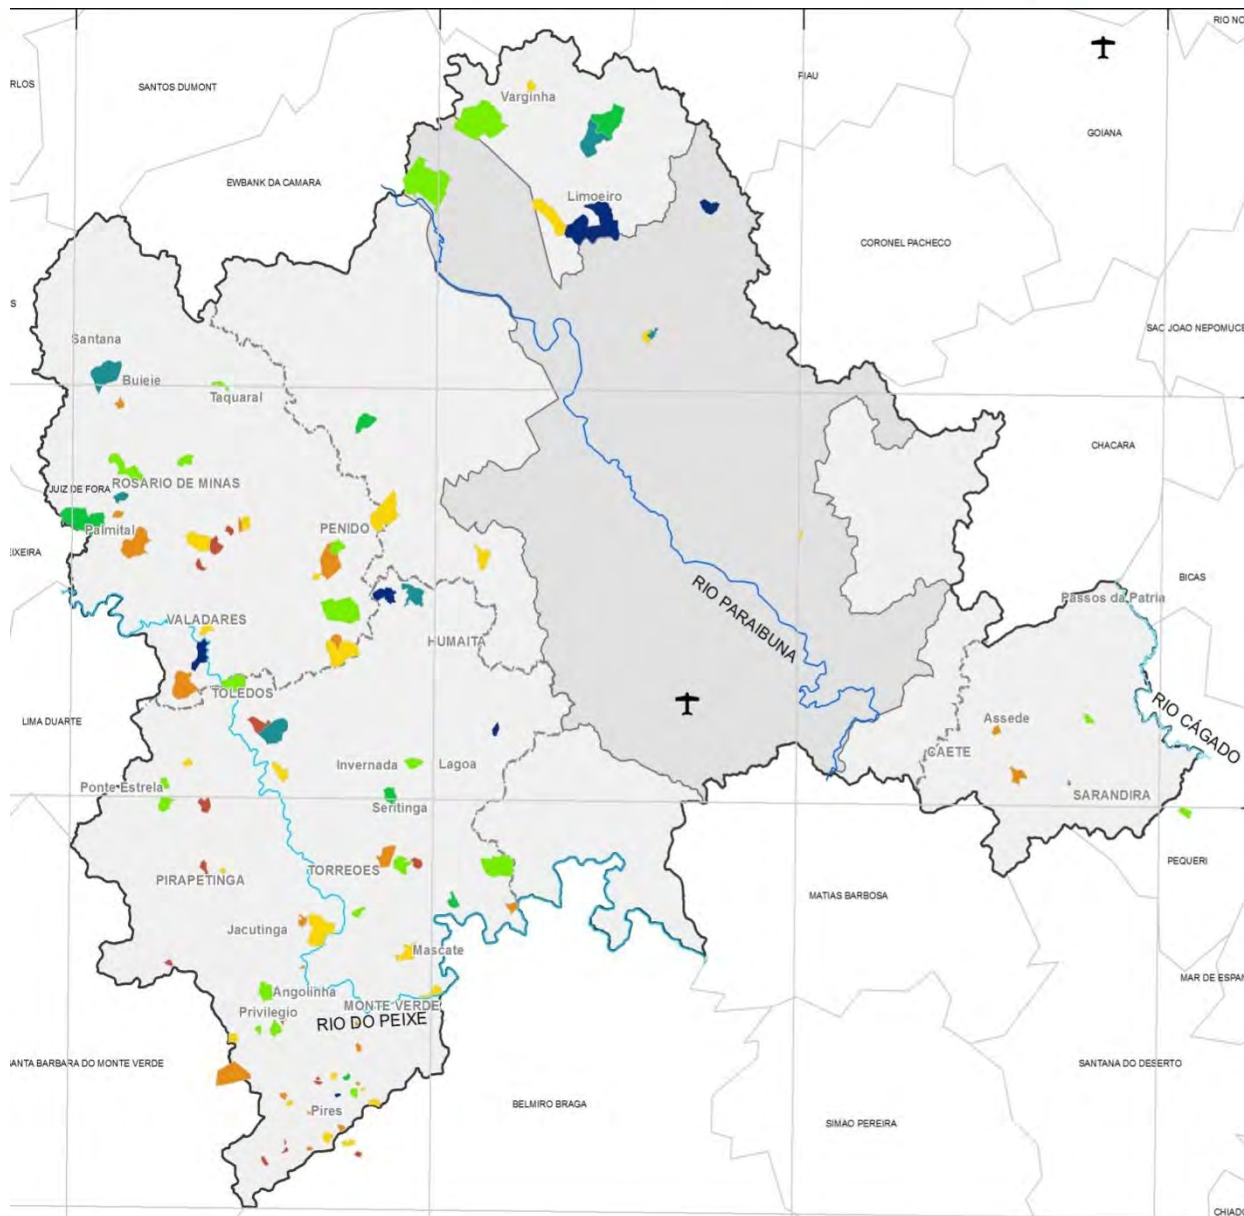 RIO NO
RLOS
SANTOS DUMONT
PIAU
Varginha
GOIANA
EWBANK DA CAMARA
Limoeiro
CORONEL PACHECO
S
SAO JOAO NEPOMUCE
Santana
Buieie
Taquaral
CHACARA
ROSARIO DE MINAS
JUIZ DE FORA
Palmital
PENIDO
EIXEIRA
BICAS
RIO PARAIBUNA
Passos da Patria
VALADARES
HUMAITA
TOLEDOS
LIMA DUARTE
Assede
RIO CÁGADO
CAETE
Invernada
Lagoa
Ponte Estrela
SARANDIRA
Seritinga
PEQUERI
TORREOES
PIRAPETINGA
MATIAS BARBOSA
Jacutinga
Mascate
MAR DE ESPAN
Angolinha
MONTE VERDE
Privilegio
RIO DO PEIXE
ANTA BARBARA DO MONTE VERDE
SANTANA DO DESERTO
BELMIRO BRAGA
Pires
SIMAO PEREIRA
CHIADO